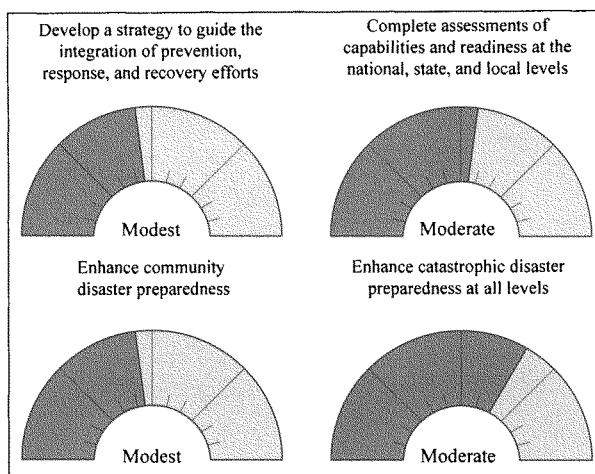 Develop a strategy to guide the
integration of prevention,
response, and recovery efforts
Modest
Complete assessments of
capabilities and readiness at the
national, state, and local levels
Moderate
Enhance community
disaster preparedness
Modest
Enhance catastrophic disaster
preparedness at all levels
Moderate